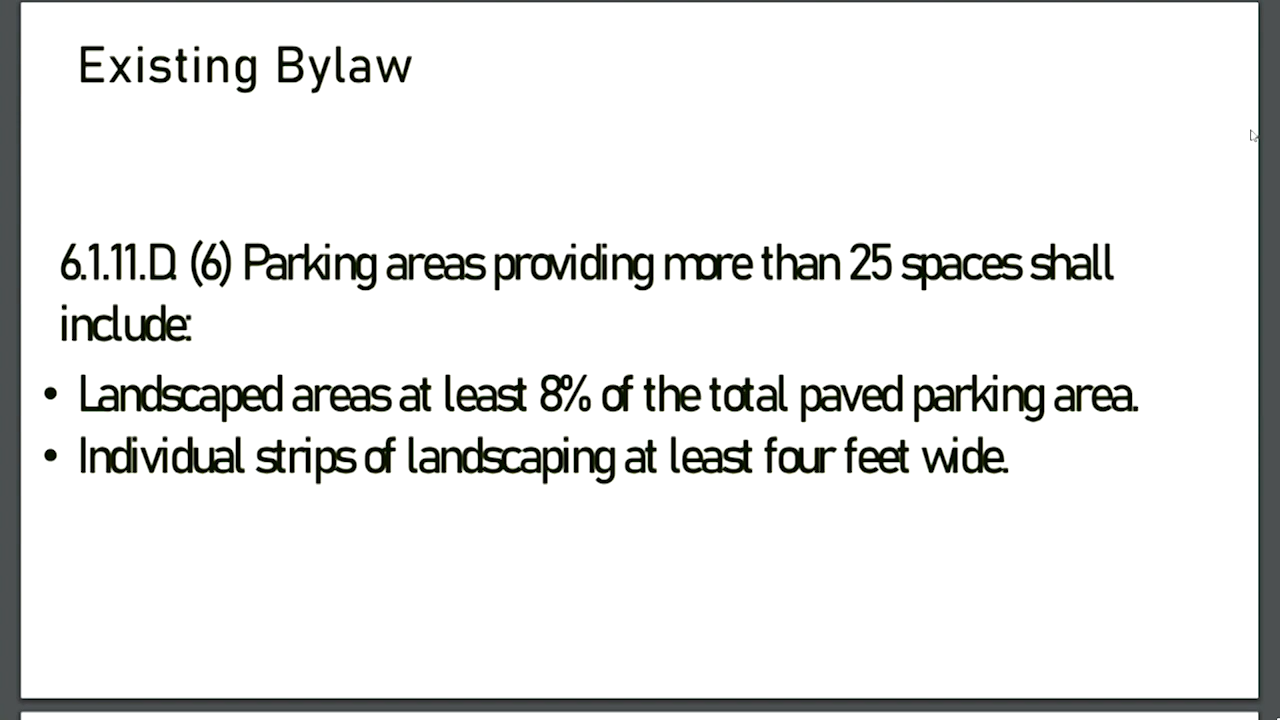 Existing Bylaw
6.1.11.D. (6) Parking areas providing more than 25 spaces shall
include:
• Landscaped areas at least 8% of the total paved parking area.
• Individual strips of landscaping at least four feet wide.